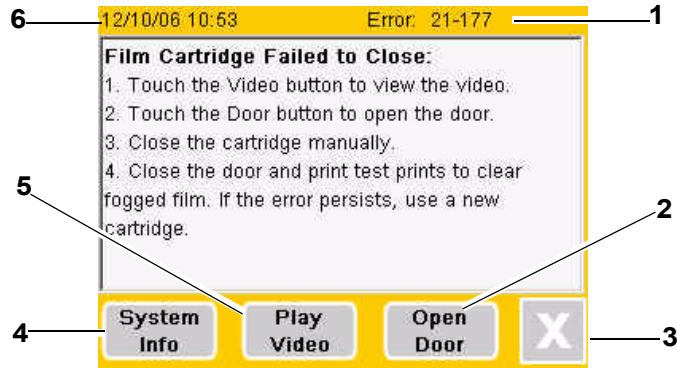 6
12/10/06 10:53 Error: 21-177
1
Film Cartridge Failed to Close:
1. Touch the Video button to view the video.
2. Touch the Door button to open the door.
3. Close the cartridge manually.
4. Close the door and print test prints to clear
fogged film. If the error persists, use a new
cartridge.
5
2
System
Info
Play
Video
Open
Door
X
4
3